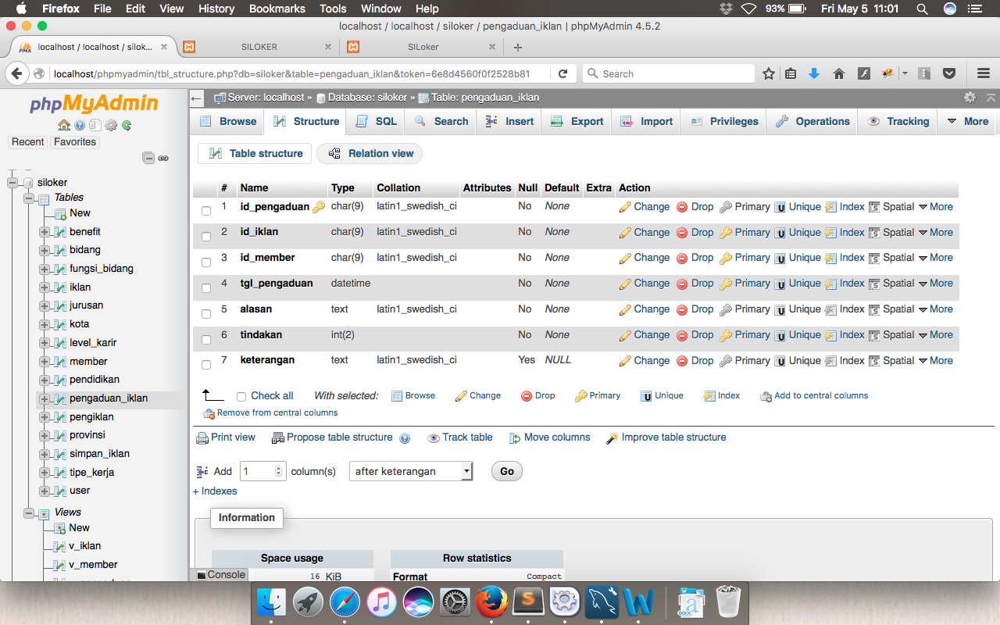 Firefox File Edit View History Bookmarks Tools Window Help 93% Fri May 5 11:01
localhost / localhost / siloker / pengaduan_iklan | phpMyAdmin 4.5.2
localhost / localhost / silok... SILOKER SILoker
localhost/phpmyadmin/tbl_structure.php?db=siloker&table=pengaduan_iklan&token=6e8d4560f0f2528b81 Search
phpMyAdmin
Recent Favorites
siloker
Tables
New
benefit
bidang
fungsi_bidang
iklan
jurusan
kota
level_karir
member
pendidikan
pengaduan_iklan
pengiklan
provinsi
simpan_iklan
tipe_kerja
user
Views
New
v_iklan
v_member
Server: localhost » Database: siloker » Table: pengaduan_iklan
Browse Structure SQL Search Insert Export Import Privileges Operations Tracking More
Table structure Relation view
# Name Type Collation Attributes Null Default Extra Action
1 id_pengaduan char(9) latin1_swedish_ci No None Change Drop Primary Unique Index Spatial More
2 id_iklan char(9) latin1_swedish_ci No None Change Drop Primary Unique Index Spatial More
3 id_member char(9) latin1_swedish_ci No None Change Drop Primary Unique Index Spatial More
4 tgl_pengaduan datetime No None Change Drop Primary Unique Index Spatial More
5 alasan text latin1_swedish_ci No None Change Drop Primary Unique Index Spatial More
6 tindakan int(2) No None Change Drop Primary Unique Index Spatial More
7 keterangan text latin1_swedish_ci Yes NULL Change Drop Primary Unique Index Spatial More
Check all With selected: Browse Change Drop Primary Unique Index Add to central columns
Remove from central columns
Print view Propose table structure Track table Move columns Improve table structure
Add 1 column(s) after keterangan Go
+ Indexes
Information
Space usage Row statistics
16 KiB Format Compact
Console